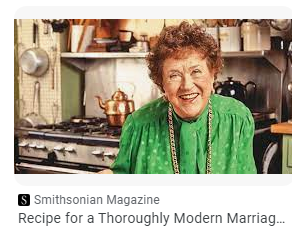 S Smithsonian Magazine
Recipe for a Thoroughly Modern Marriag...